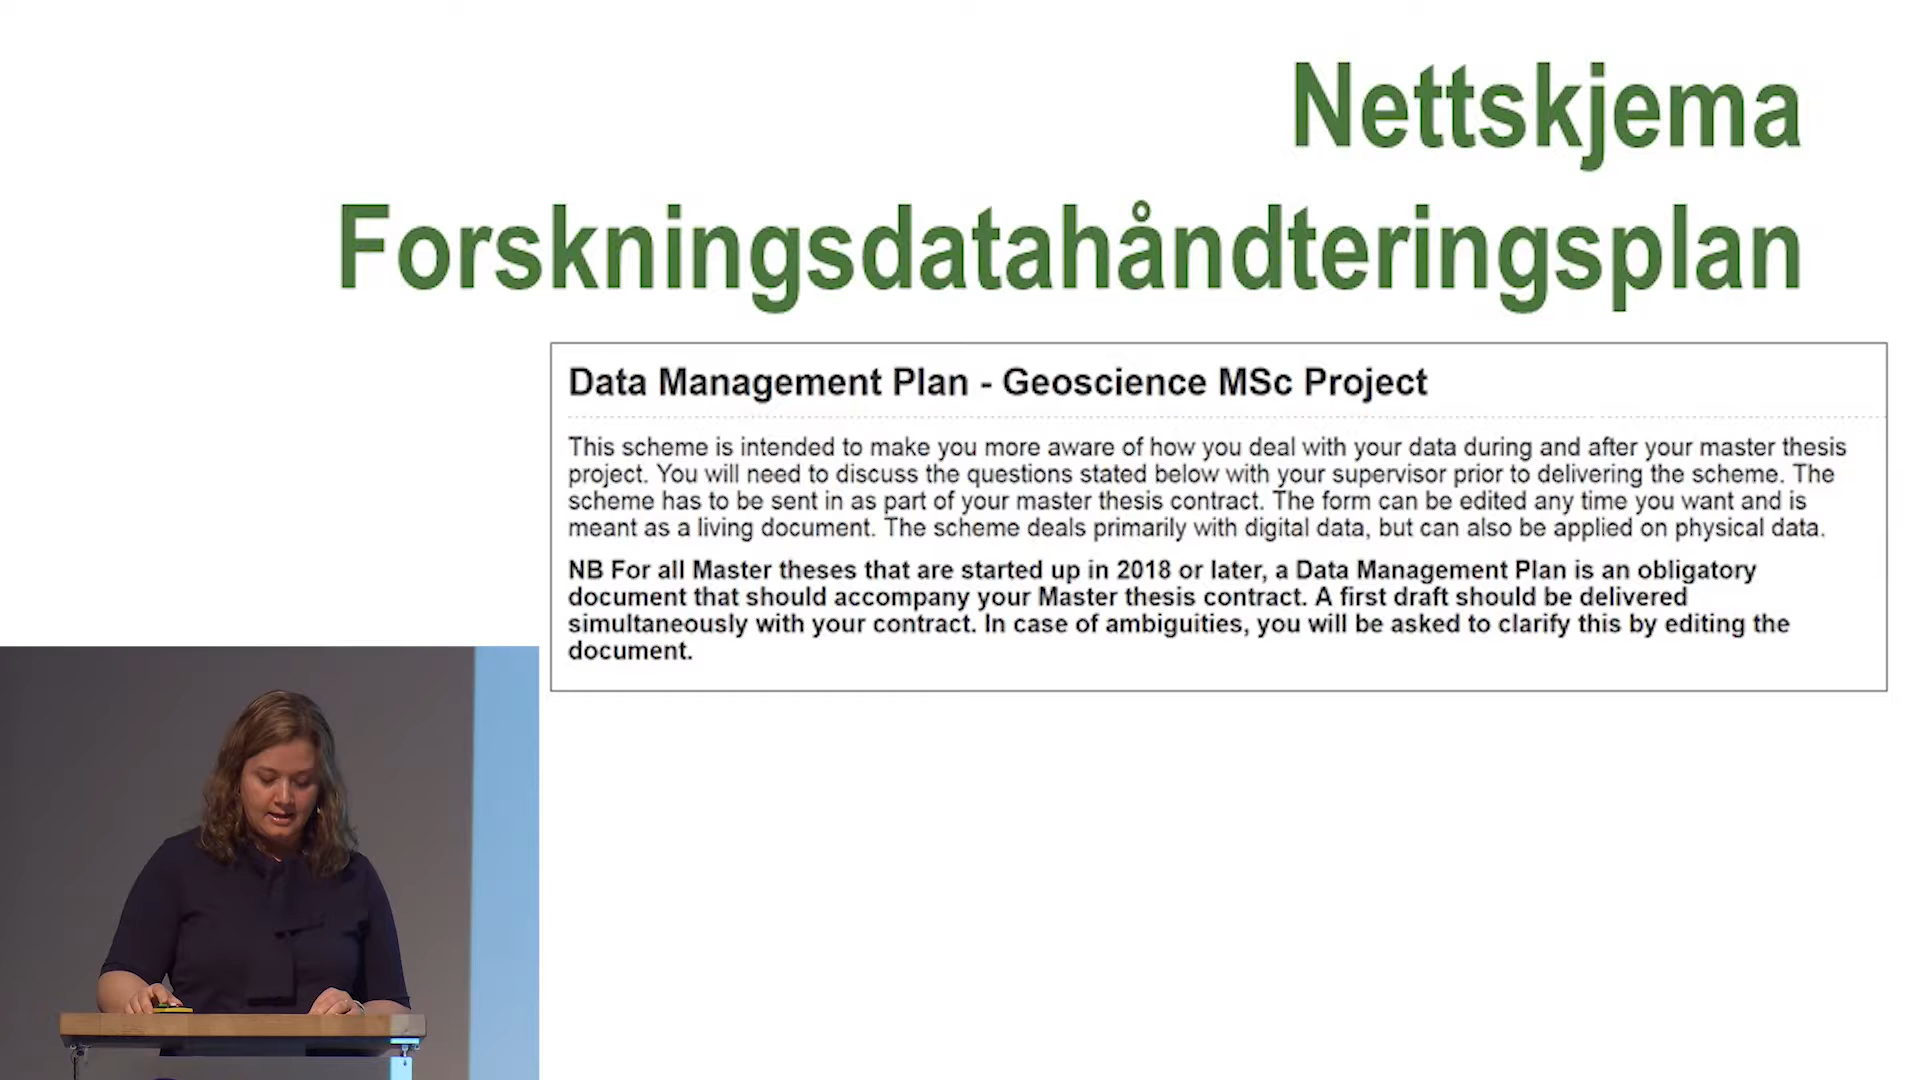 Nettskjema
Forskningsdatahåndteringsplan
Data Management Plan - Geoscience MSc Project
This scheme is intended to make you more aware of how you deal with your data during and after your master thesis
project. You will need to discuss the questions stated below with your supervisor prior to delivering the scheme. The
scheme has to be sent in as part of your master thesis contract. The form can be edited any time you want and is
meant as a living document. The scheme deals primarily with digital data, but can also be applied on physical data.
NB For all Master theses that are started up in 2018 or later, a Data Management Plan is an obligatory
document that should accompany your Master thesis contract. A first draft should be delivered
simultaneously with your contract. In case of ambiguities, you will be asked to clarify this by editing the
document.